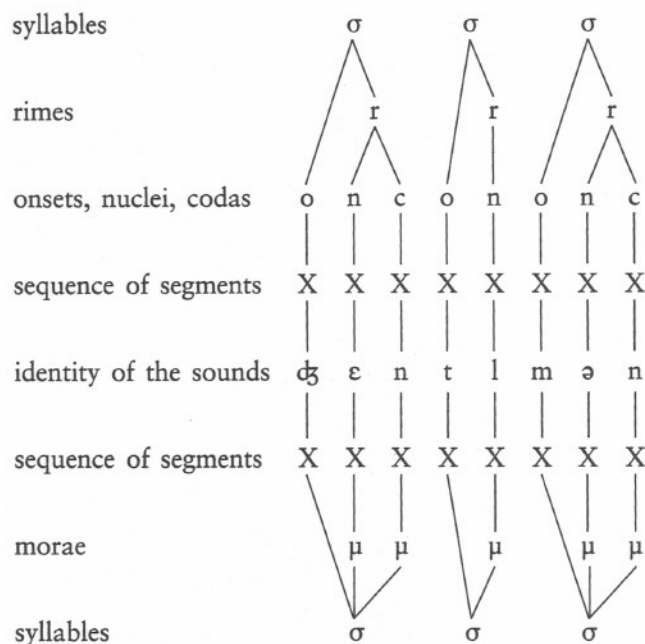 syllables σ σ σ
rimes r r r
onsets, nuclei, codas o n c o n o n c
sequence of segments X X X X X X X X
identity of the sounds ʤ ɛ n t l m ə n
sequence of segments X X X X X X X X
morae μ μ μ μ μ
syllables σ σ σ